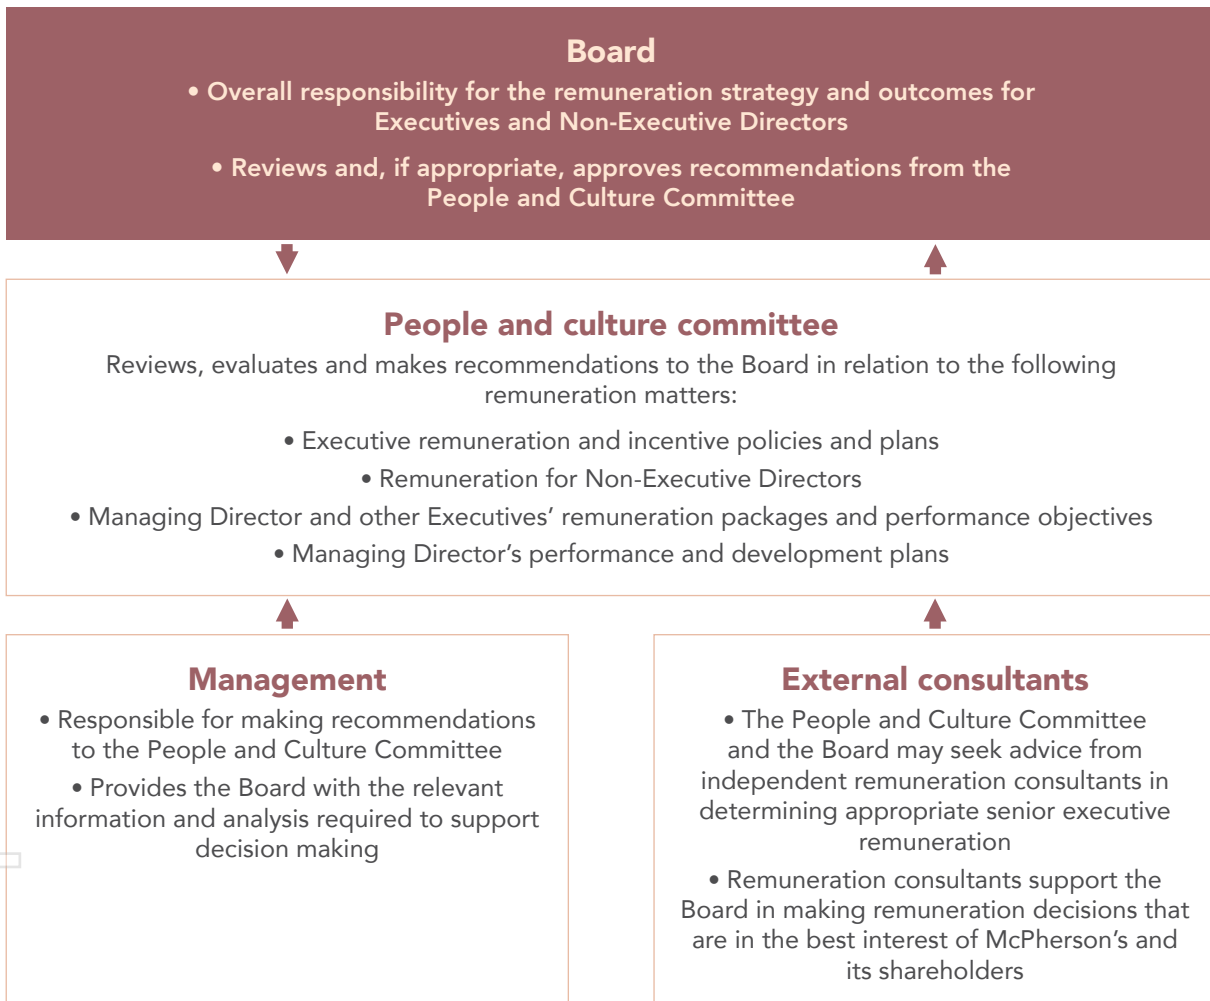 Board
• Overall responsibility for the remuneration strategy and outcomes for
Executives and Non-Executive Directors
• Reviews and, if appropriate, approves recommendations from the
People and Culture Committee
People and culture committee
Reviews, evaluates and makes recommendations to the Board in relation to the following
remuneration matters:
• Executive remuneration and incentive policies and plans
• Remuneration for Non-Executive Directors
• Managing Director and other Executives’ remuneration packages and performance objectives
• Managing Director’s performance and development plans
Management
• Responsible for making recommendations
to the People and Culture Committee
• Provides the Board with the relevant
information and analysis required to support
decision making
External consultants
• The People and Culture Committee
and the Board may seek advice from
independent remuneration consultants in
determining appropriate senior executive
remuneration
• Remuneration consultants support the
Board in making remuneration decisions that
are in the best interest of McPherson’s and
its shareholders